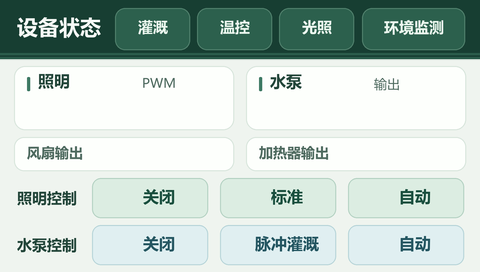 设备状态 灌溉 温控 光照 环境监测
照明 PWM 水泵 输出
风扇输出 加热器输出
照明控制 关闭 标准 自动
水泵控制 关闭 脉冲灌溉 自动